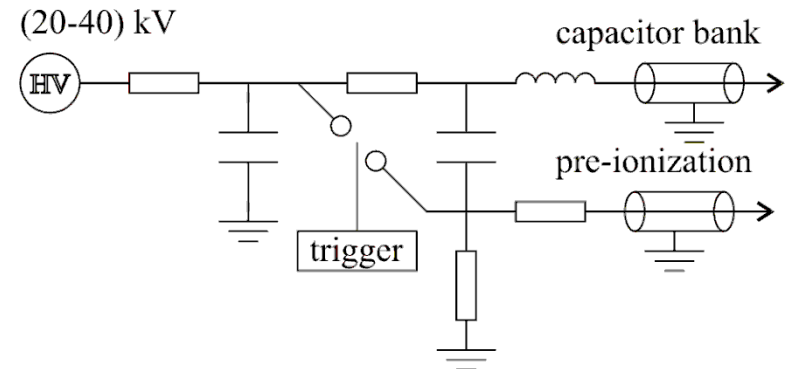 (20-40) kV
capacitor bank
HV
pre-ionization
trigger